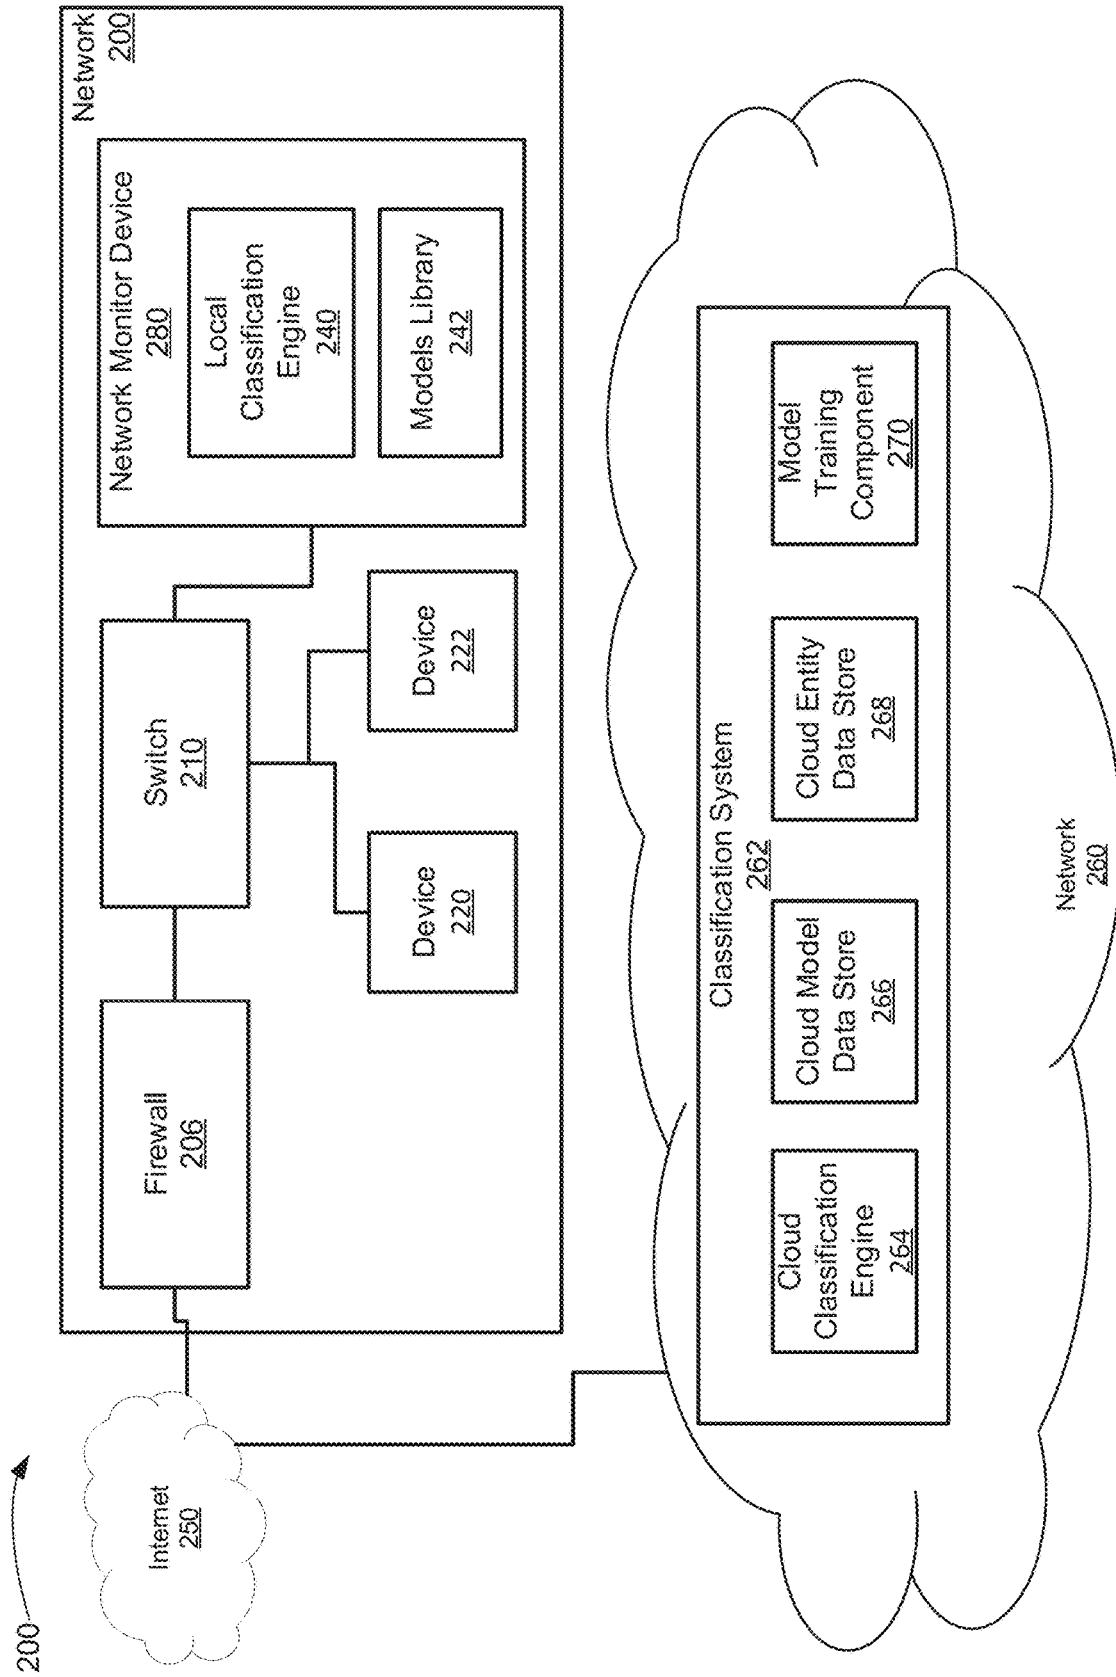 200
Internet
250
Network
200
Firewall
206
Switch
210
Device
220
Device
222
Network Monitor Device
280
Local
Classification
Engine
240
Models Library
242
Classification System
262
Cloud
Classification
Engine
264
Cloud Model
Data Store
266
Cloud Entity
Data Store
268
Model
Training
Component
270
Network
260